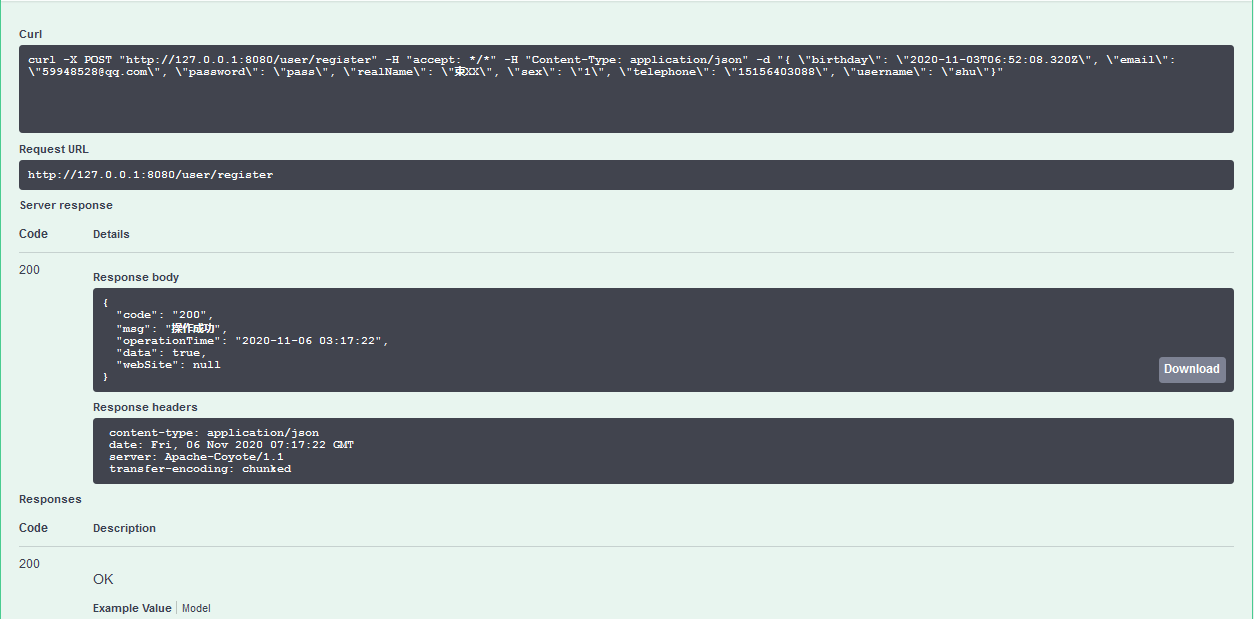 Curl
curl -X POST "http://127.0.0.1:8080/user/register" -H "accept: */*" -H "Content-Type: application/json" -d "{ \"birthday\": \"2020-11-03T06:52:08.320Z\", \"email\":
\"59948528@qq.com\", \"password\": \"pass\", \"realName\": \"束XX\", \"sex\": \"1\", \"telephone\": \"15156403088\", \"username\": \"shu\"}"
Request URL
http://127.0.0.1:8080/user/register
Server response
Code Details
200
Response body
{
"code": "200",
"msg": "操作成功",
"operationTime": "2020-11-06 03:17:22",
"data": true,
"webSite": null
}
Download
Response headers
content-type: application/json
date: Fri, 06 Nov 2020 07:17:22 GMT
server: Apache-Coyote/1.1
transfer-encoding: chunked
Responses
Code Description
200
OK
Example Value Model